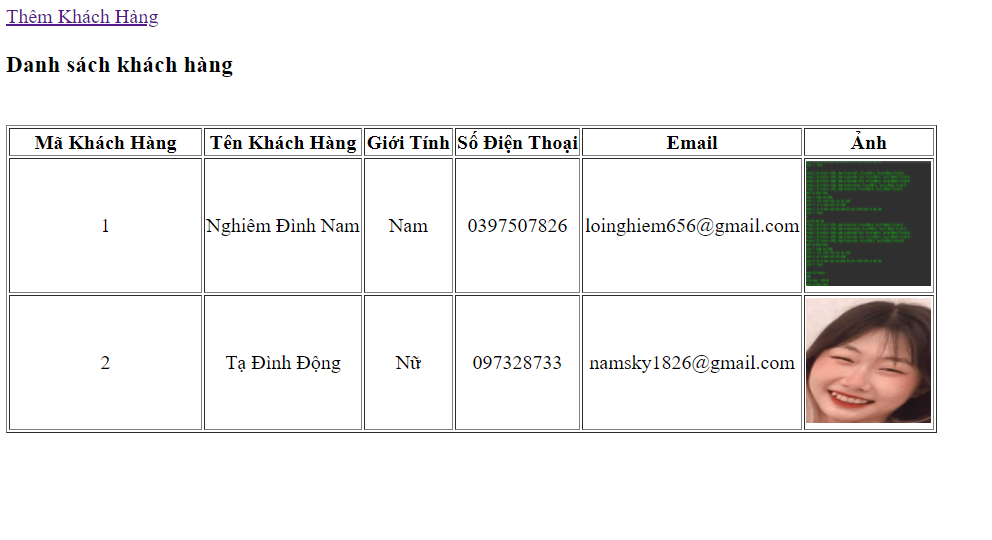 Thêm Khách Hàng
Danh sách khách hàng
Mã Khách Hàng Tên Khách Hàng Giới Tính Số Điện Thoại Email Ảnh
1 Nghiêm Đình Nam Nam 0397507826 loinghiem656@gmail.com
2 Tạ Đình Động Nữ 097328733 namsky1826@gmail.com